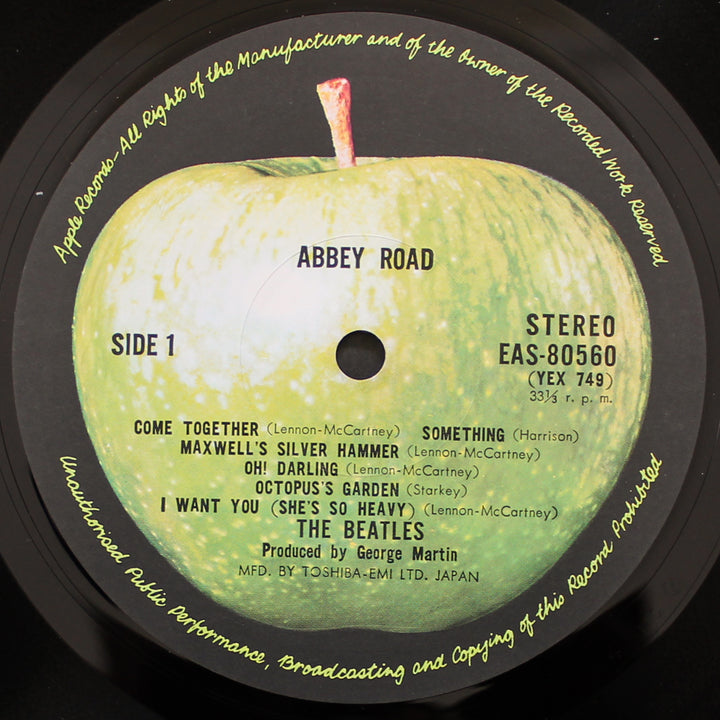 Apple Records-All Rights of the Manufacturer and of the Owner of the Recorded Work Reserved
ABBEY ROAD
SIDE 1
STEREO
EAS-80560
(YEX 749)
33⅓ r. p. m.
COME TOGETHER (Lennon-McCartney) SOMETHING (Harrison)
MAXWELL'S SILVER HAMMER (Lennon-McCartney)
OH! DARLING (Lennon-McCartney)
OCTOPUS'S GARDEN (Starkey)
I WANT YOU (SHE'S SO HEAVY) (Lennon-McCartney)
THE BEATLES
Produced by George Martin
MFD. BY TOSHIBA-EMI LTD. JAPAN
Unauthorised Public Performance, Broadcasting and Copying of this Record Prohibited